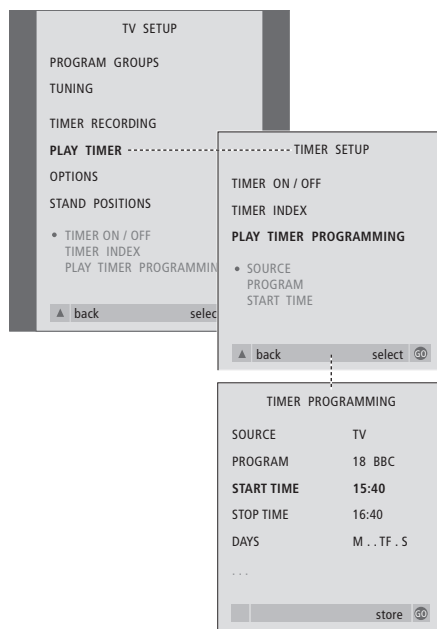 TV SETUP
PROGRAM GROUPS
TUNING
TIMER RECORDING
PLAY TIMER
OPTIONS
STAND POSITIONS
• TIMER ON / OFF
TIMER INDEX
PLAY TIMER PROGRAMMIN
▲ back selec
TIMER SETUP
TIMER ON / OFF
TIMER INDEX
PLAY TIMER PROGRAMMING
• SOURCE
PROGRAM
START TIME
▲ back select GO
TIMER PROGRAMMING
SOURCE TV
PROGRAM 18 BBC
START TIME 15:40
STOP TIME 16:40
DAYS M . . TF . S
. . .
store GO